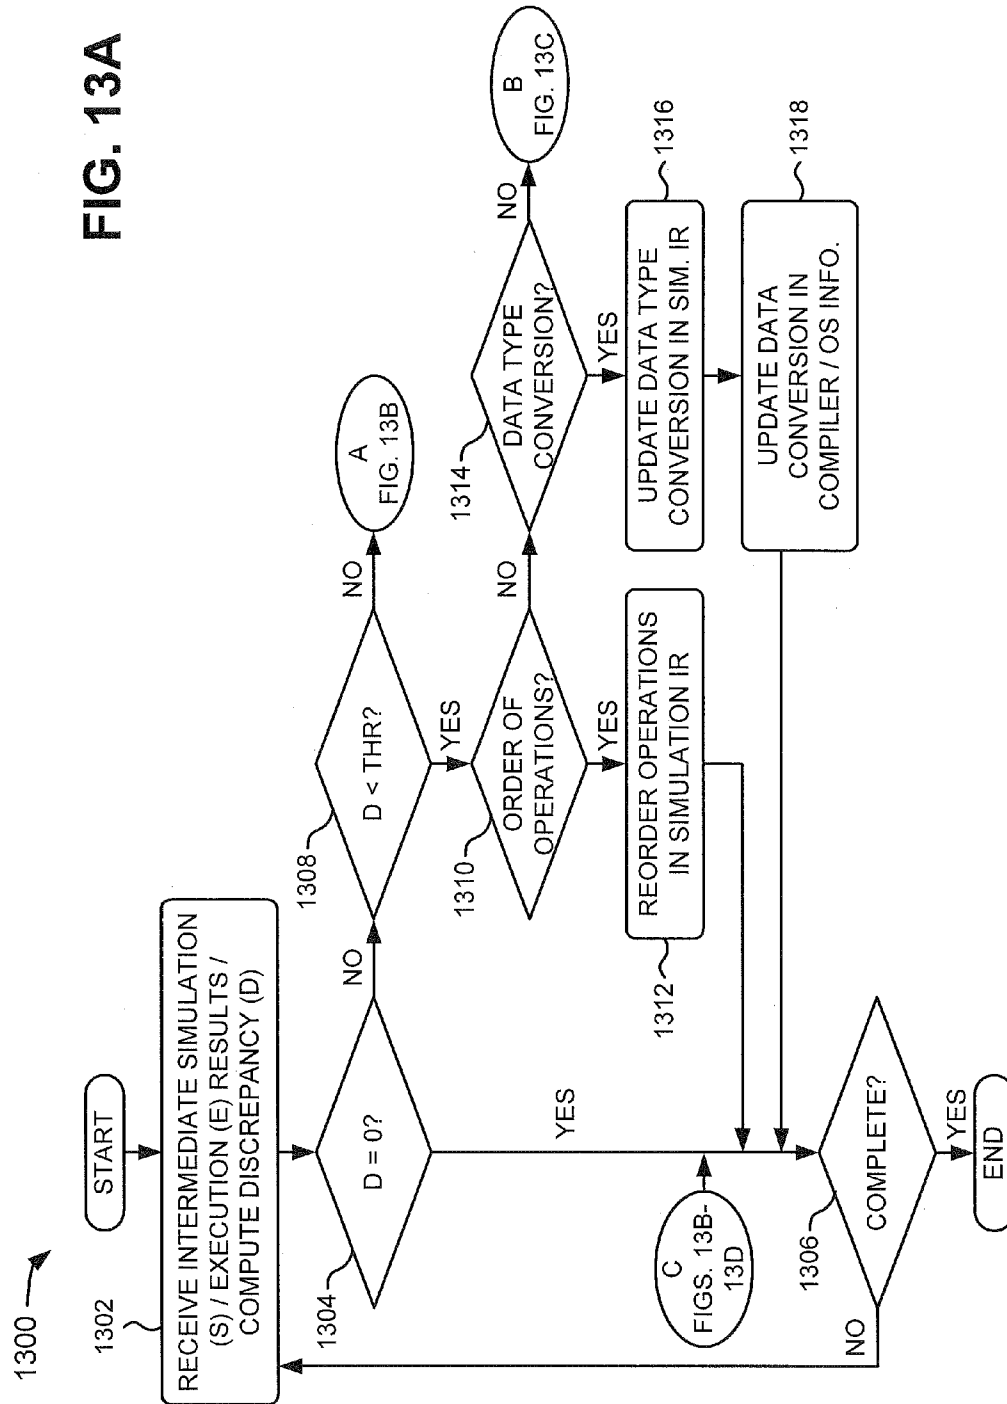 FIG. 13A
1300
START
1302
RECEIVE INTERMEDIATE SIMULATION
(S) / EXECUTION (E) RESULTS /
COMPUTE DISCREPANCY (D)
1304
D = 0?
NO
YES
1308
D < THR?
NO
A
FIG. 13B
YES
1310
ORDER OF
OPERATIONS?
NO
YES
1314
DATA TYPE
CONVERSION?
NO
B
FIG. 13C
YES
1312
REORDER OPERATIONS
IN SIMULATION IR
1316
UPDATE DATA TYPE
CONVERSION IN SIM. IR
1318
UPDATE DATA
CONVERSION IN
COMPILER / OS INFO.
C
FIGS. 13B-
13D
1306
COMPLETE?
NO
YES
END